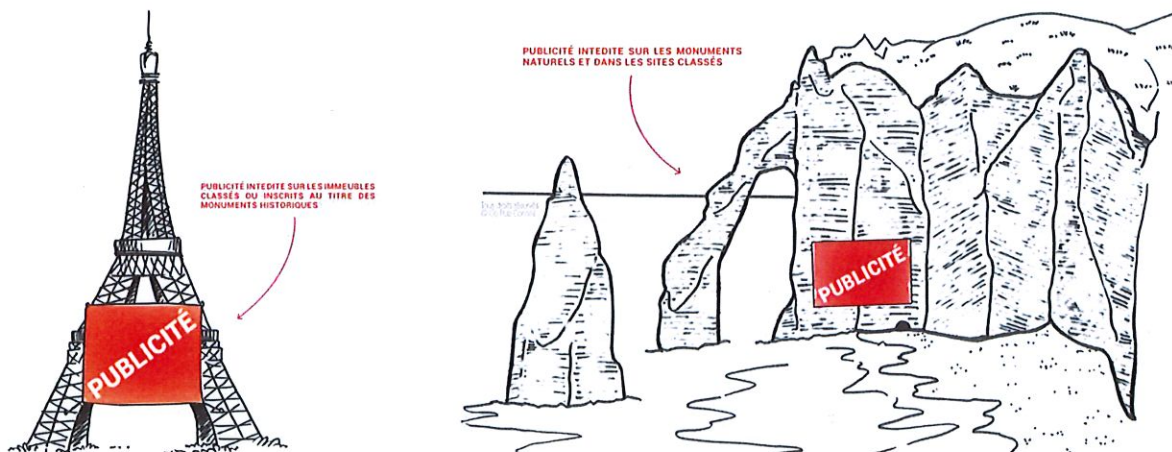 PUBLICITÉ INTEDITE SUR LES IMMEUBLES
CLASSÉS OU INSCRITS AU TITRE DES
MONUMENTS HISTORIQUES
PUBLICITÉ
PUBLICITÉ INTEDITE SUR LES MONUMENTS
NATURELS ET DANS LES SITES CLASSÉS
PUBLICITÉ